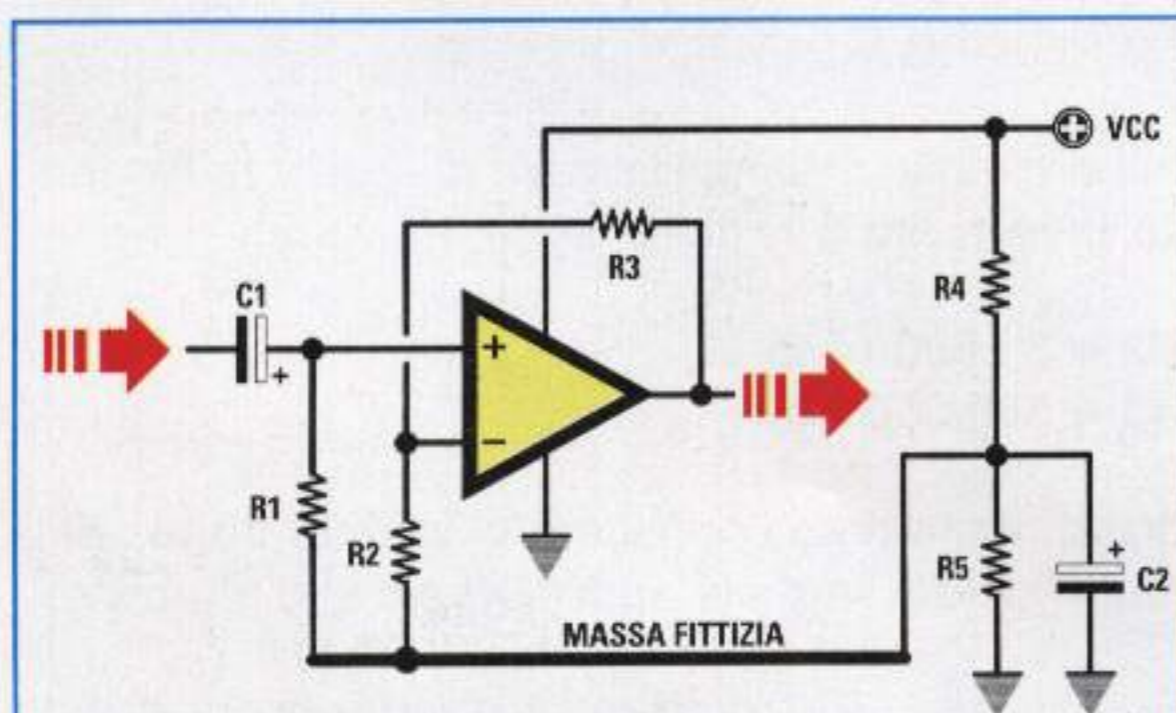 VCC
R3
R4
C1
+
+
−
R1
R2
R5
+
C2
MASSA FITTIZIA